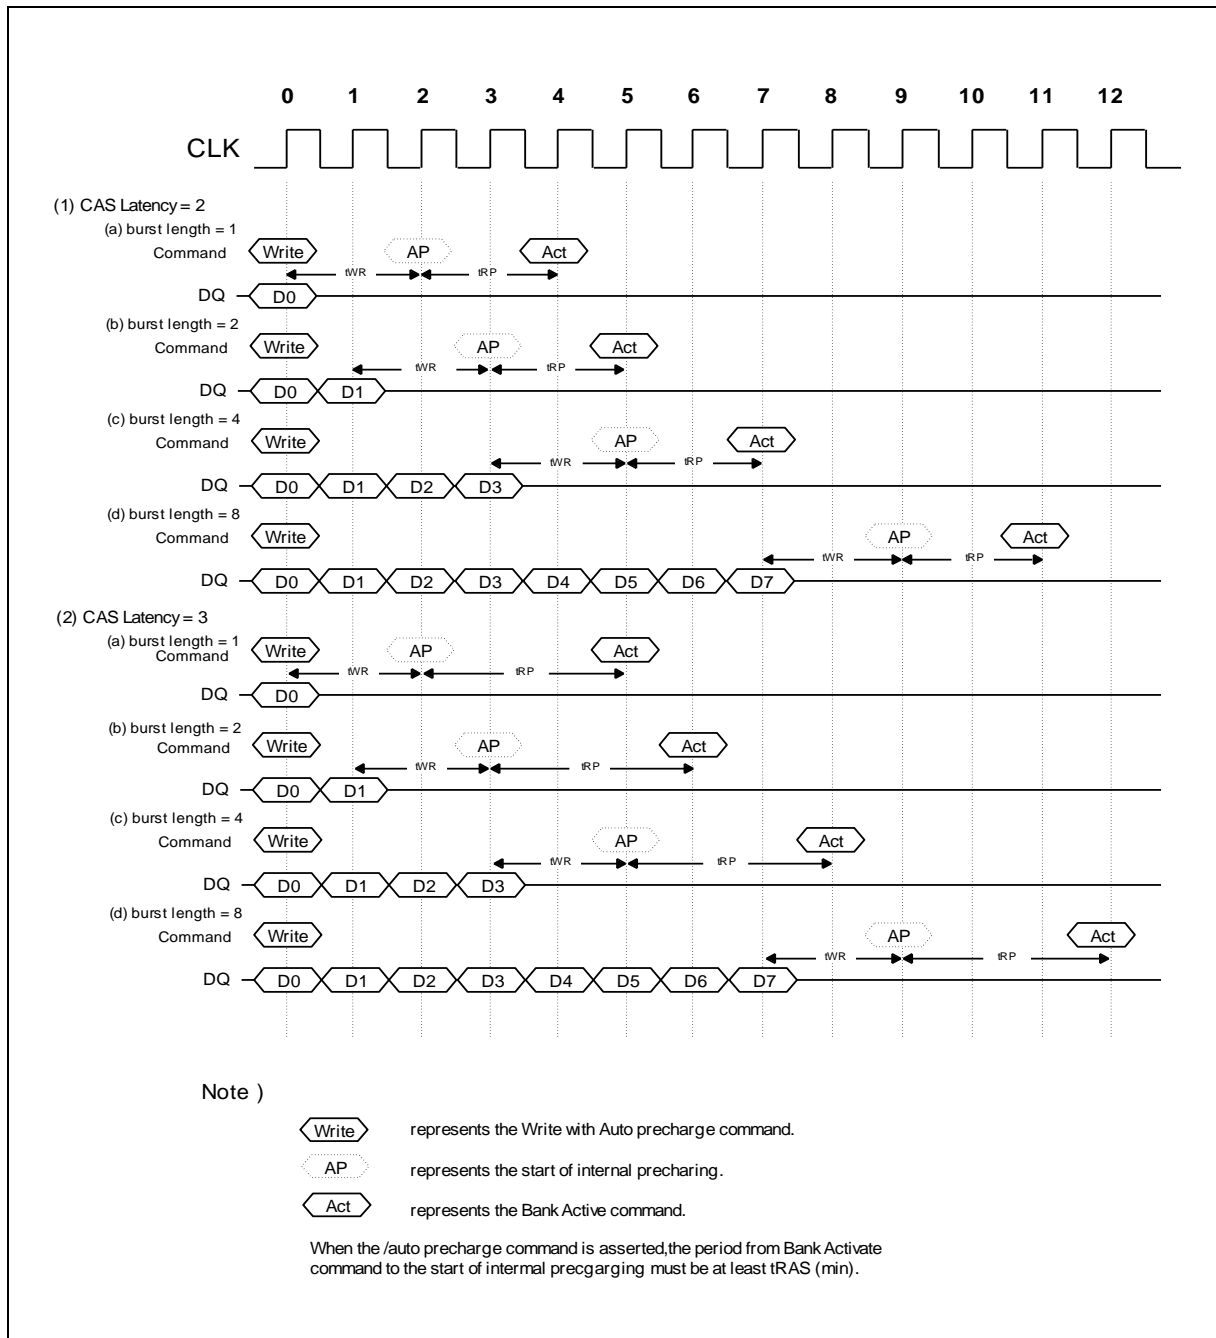 0 1 2 3 4 5 6 7 8 9 10 11 12
CLK
(1) CAS Latency = 2
(a) burst length = 1
Command Write AP Act
tWR tRP
DQ D0
(b) burst length = 2
Command Write AP Act
tWR tRP
DQ D0 D1
(c) burst length = 4
Command Write AP Act
tWR tRP
DQ D0 D1 D2 D3
(d) burst length = 8
Command Write AP Act
tWR tRP
DQ D0 D1 D2 D3 D4 D5 D6 D7
(2) CAS Latency = 3
(a) burst length = 1
Command Write AP Act
tWR tRP
DQ D0
(b) burst length = 2
Command Write AP Act
tWR tRP
DQ D0 D1
(c) burst length = 4
Command Write AP Act
tWR tRP
DQ D0 D1 D2 D3
(d) burst length = 8
Command Write AP Act
tWR tRP
DQ D0 D1 D2 D3 D4 D5 D6 D7
Note )
Write represents the Write with Auto precharge command.
AP represents the start of internal precharing.
Act represents the Bank Active command.
When the /auto precharge command is asserted,the period from Bank Activate
command to the start of intermal precgarging must be at least tRAS (min).